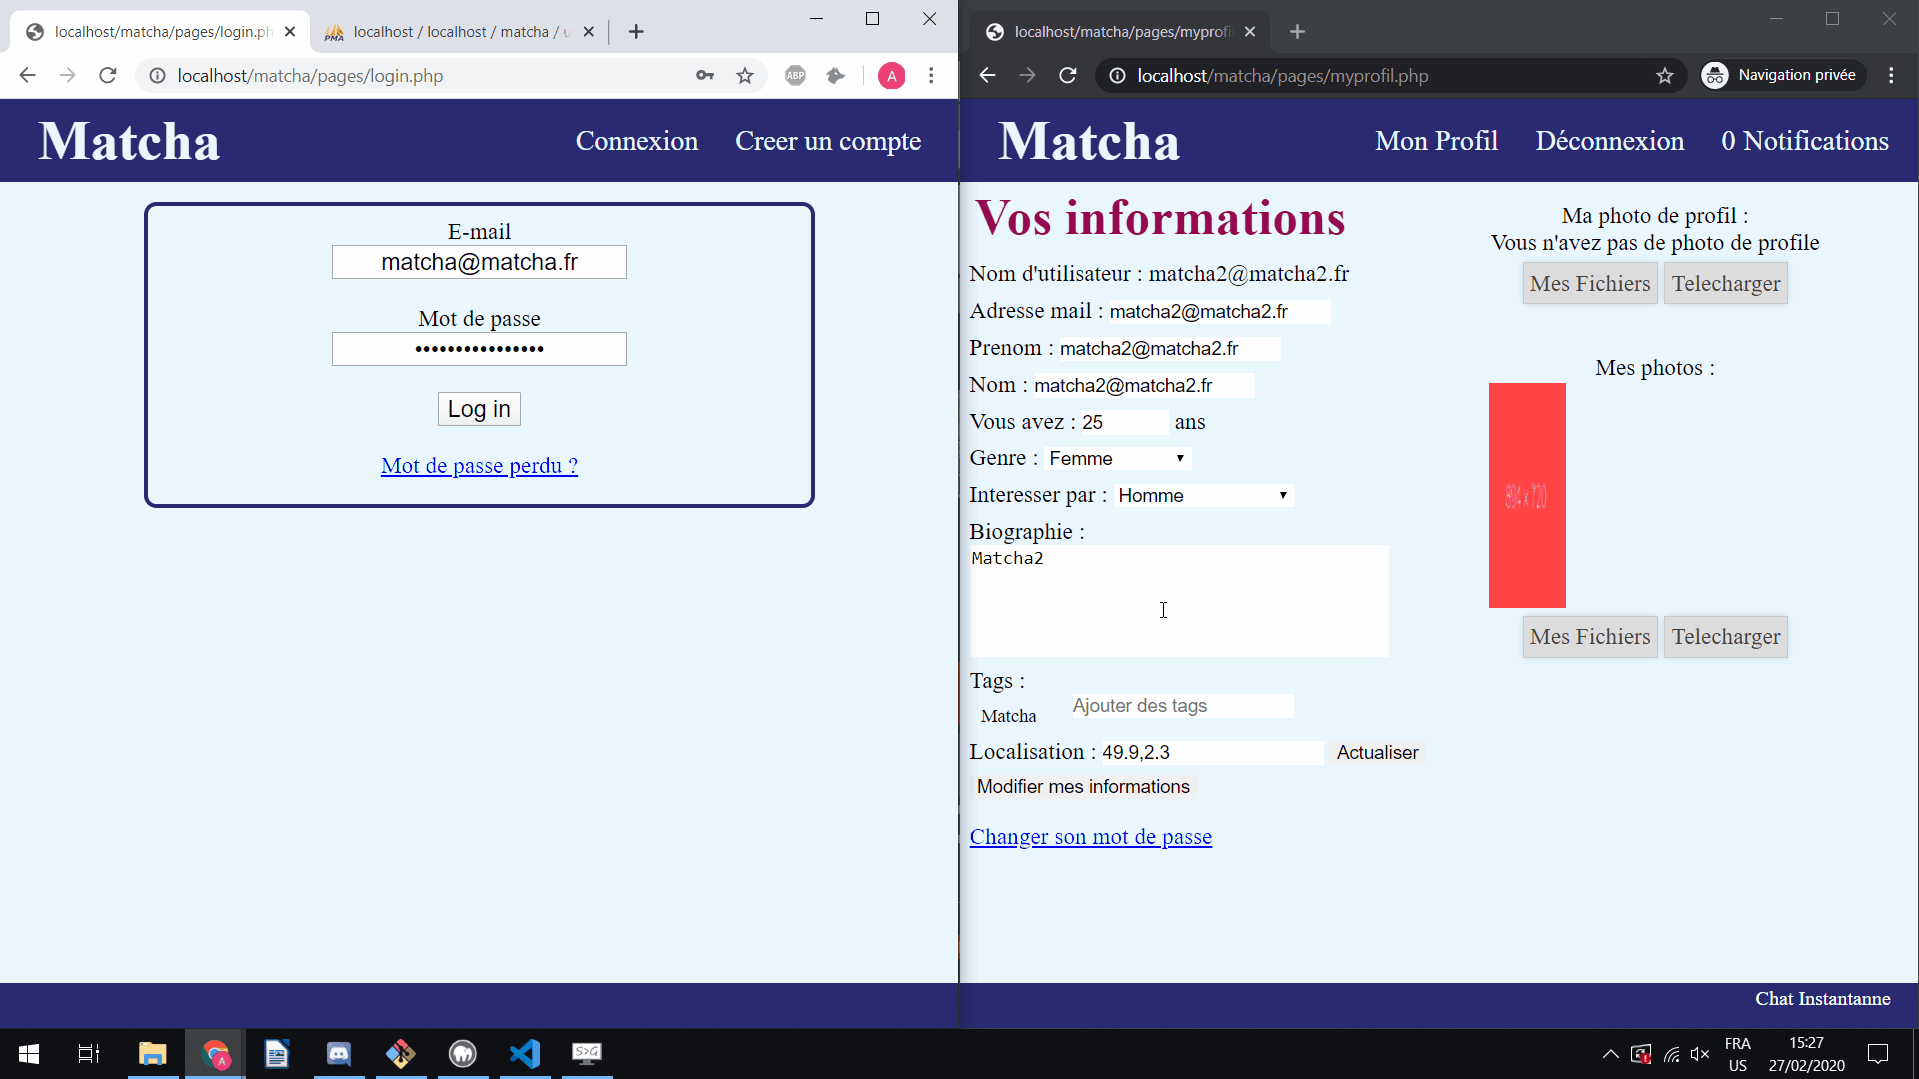 localhost/matcha/pages/login.ph
localhost / localhost / matcha / u
localhost/matcha/pages/login.php
ABP
A
Matcha
Connexion
Creer un compte
E-mail
matcha@matcha.fr
Mot de passe
••••••••••••••••
Log in
Mot de passe perdu ?
localhost/matcha/pages/myprofil
localhost/matcha/pages/myprofil.php
Navigation privée
Matcha
Mon Profil
Déconnexion
0 Notifications
Vos informations
Nom d'utilisateur : matcha2@matcha2.fr
Adresse mail : matcha2@matcha2.fr
Prenom : matcha2@matcha2.fr
Nom : matcha2@matcha2.fr
Vous avez : 25 ans
Genre : Femme
Interesser par : Homme
Biographie :
Matcha2
Tags :
Matcha
Ajouter des tags
Localisation : 49.9,2.3 Actualiser
Modifier mes informations
Changer son mot de passe
Ma photo de profil :
Vous n'avez pas de photo de profile
Mes Fichiers
Telecharger
Mes photos :
894 x 720
Mes Fichiers
Telecharger
Chat Instantanne
PMA
S>G
FRA
US
15:27
27/02/2020